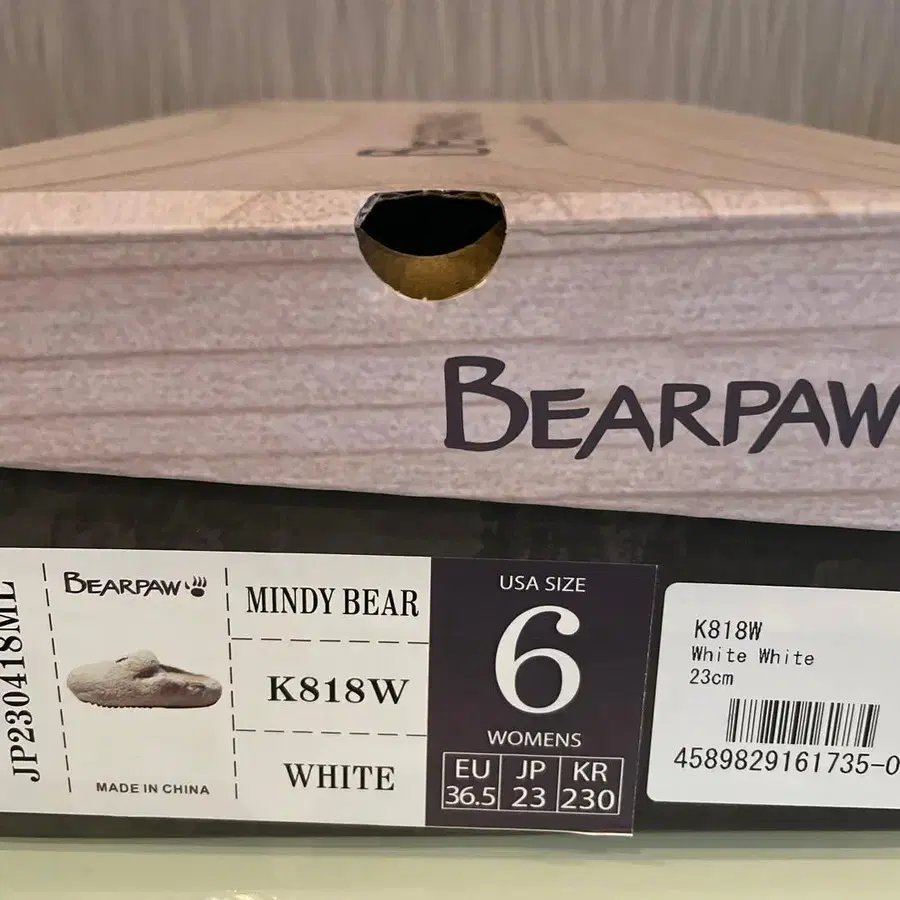 BEARPAW
JP230418ML
BEARPAW
MADE IN CHINA
MINDY BEAR
K818W
WHITE
USA SIZE
6
WOMENS
EU JP KR
36.5 23 230
K818W
White White
23cm
4589829161735-0